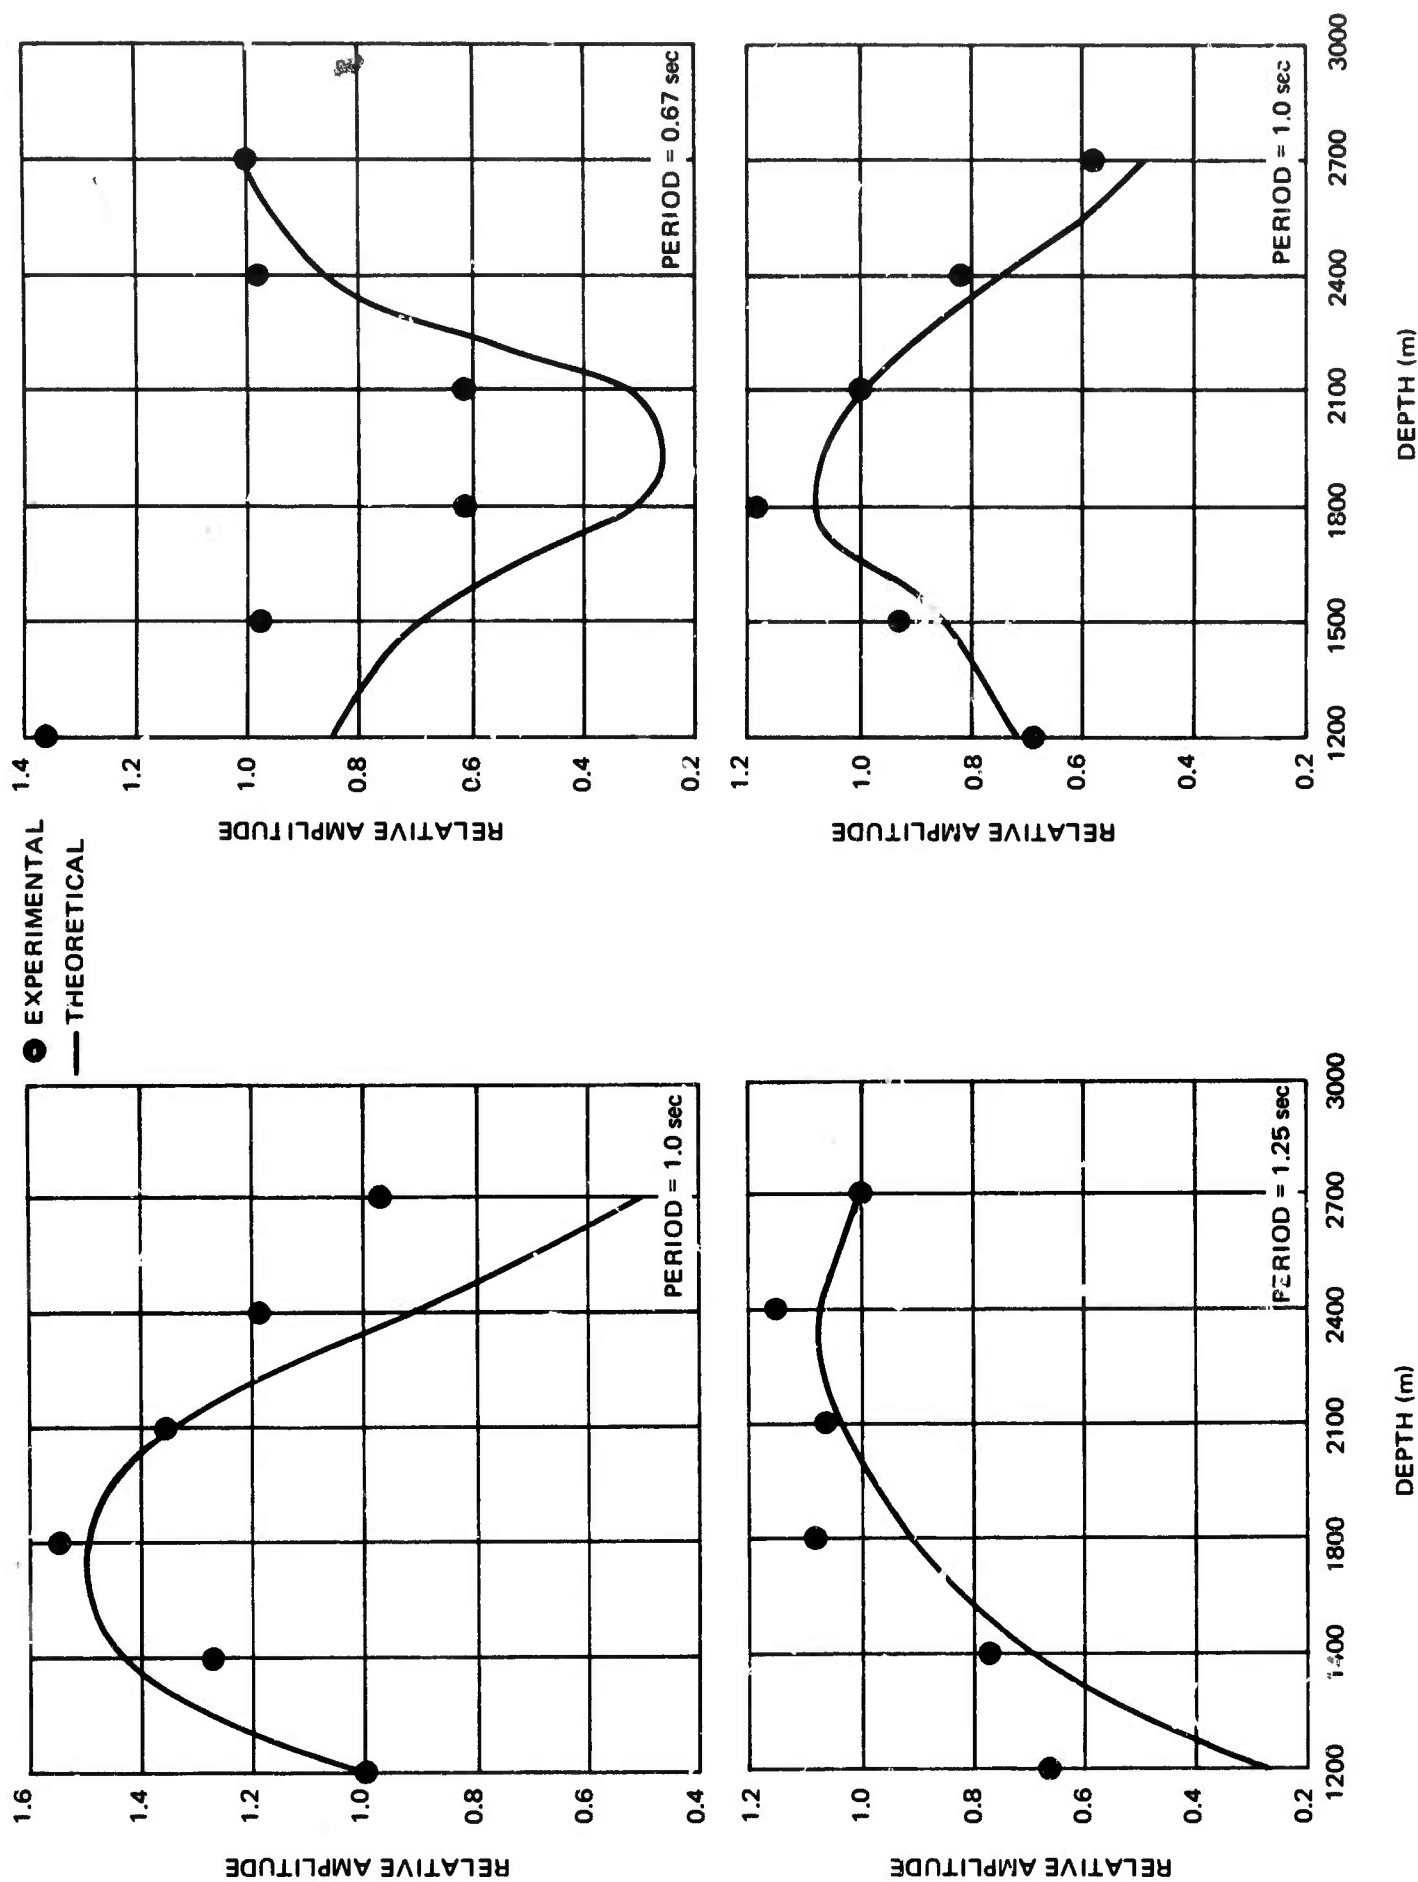 ● EXPERIMENTAL
— THEORETICAL
RELATIVE AMPLITUDE
1.6
1.4
1.2
1.0
0.8
0.6
0.4
PERIOD = 1.0 sec
RELATIVE AMPLITUDE
1.4
1.2
1.0
0.8
0.6
0.4
0.2
PERIOD = 0.67 sec
RELATIVE AMPLITUDE
1.2
1.0
0.8
0.6
0.4
0.2
PERIOD = 1.25 sec
1200 1400 1800 2100 2400 2700 3000
DEPTH (m)
RELATIVE AMPLITUDE
1.2
1.0
0.8
0.6
0.4
0.2
PERIOD = 1.0 sec
1200 1500 1800 2100 2400 2700 3000
DEPTH (m)